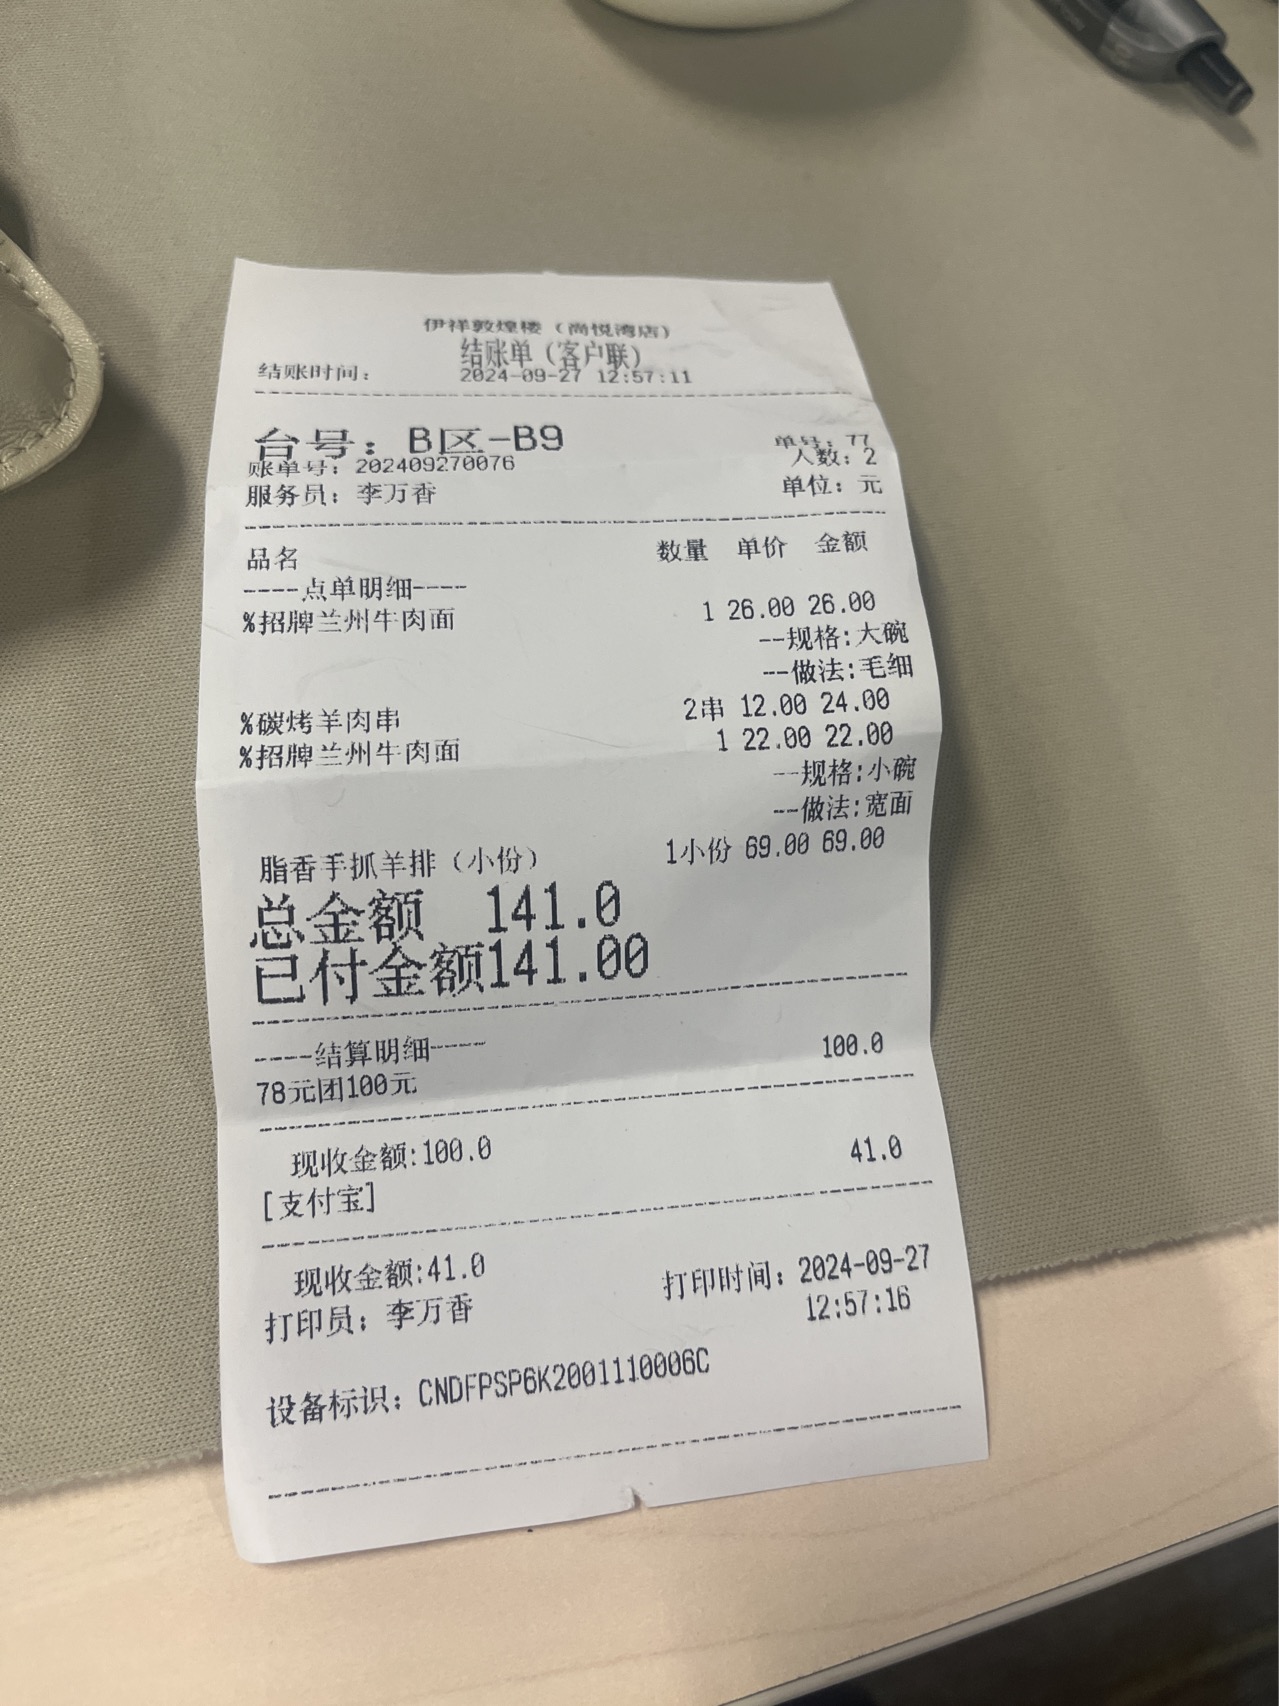 伊祥敦煌楼（尚悦湾店）
结账单（客户联）
结账时间： 2024-09-27 12:57:11
台号：B区-B9 单号：77
人数：2
账单号：202409270076
服务员：李万香 单位：元
品名 数量 单价 金额
----点单明细----
%招牌兰州牛肉面 1 26.00 26.00
--规格:大碗
--做法:毛细
%碳烤羊肉串 2串 12.00 24.00
%招牌兰州牛肉面 1 22.00 22.00
--规格:小碗
--做法:宽面
脂香手抓羊排（小份） 1小份 69.00 69.00
总金额 141.0
已付金额141.00
----结算明细----
78元团100元 100.0
现收金额:100.0
[支付宝] 41.0
现收金额:41.0
打印员：李万香 打印时间：2024-09-27
12:57:16
设备标识：CNDFPSP6K2001110006C